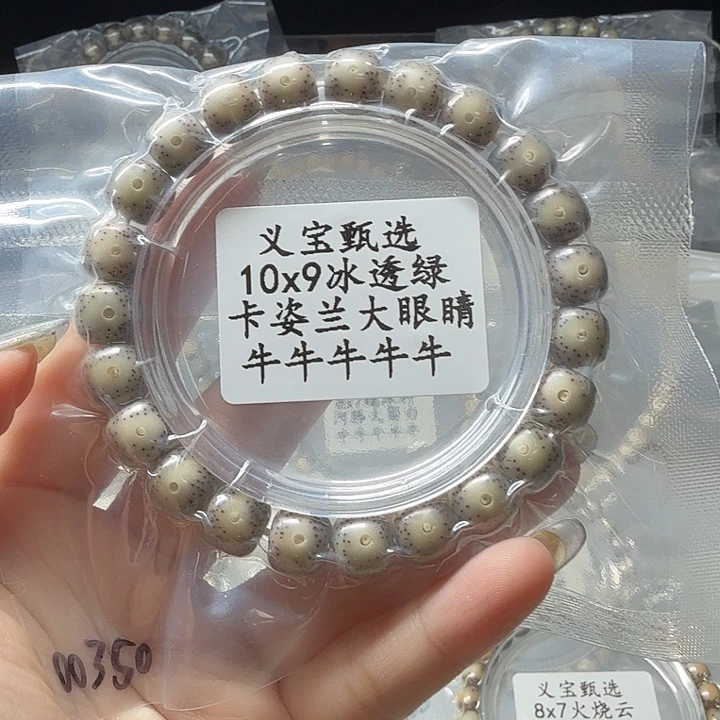 义宝甄选
10x9冰透绿
卡姿兰大眼睛
牛牛牛牛牛
00350
义宝甄选
8x7火烧云